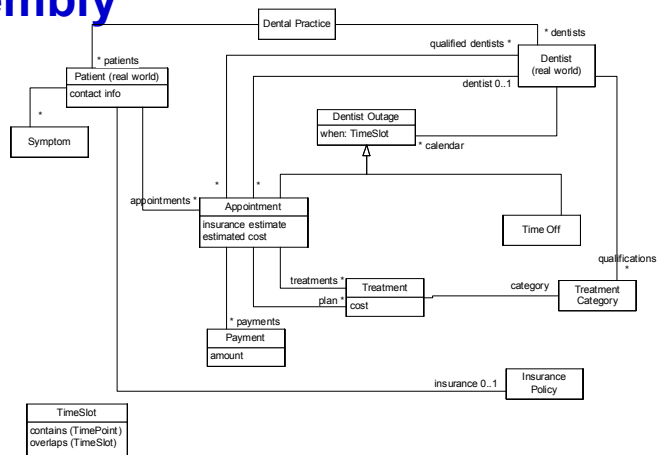 embly
Dental Practice
* dentists
qualified dentists *
Dentist
(real world)
* patients
Patient (real world)
contact info
dentist 0..1
Dentist Outage
when: TimeSlot
*
* calendar
Symptom
* *
appointments *
Appointment
insurance estimate
estimated cost
Time Off
qualifications
*
treatments *
Treatment
cost
category
Treatment
Category
plan *
* payments
Payment
amount
insurance 0..1
Insurance
Policy
TimeSlot
contains (TimePoint)
overlaps (TimeSlot)